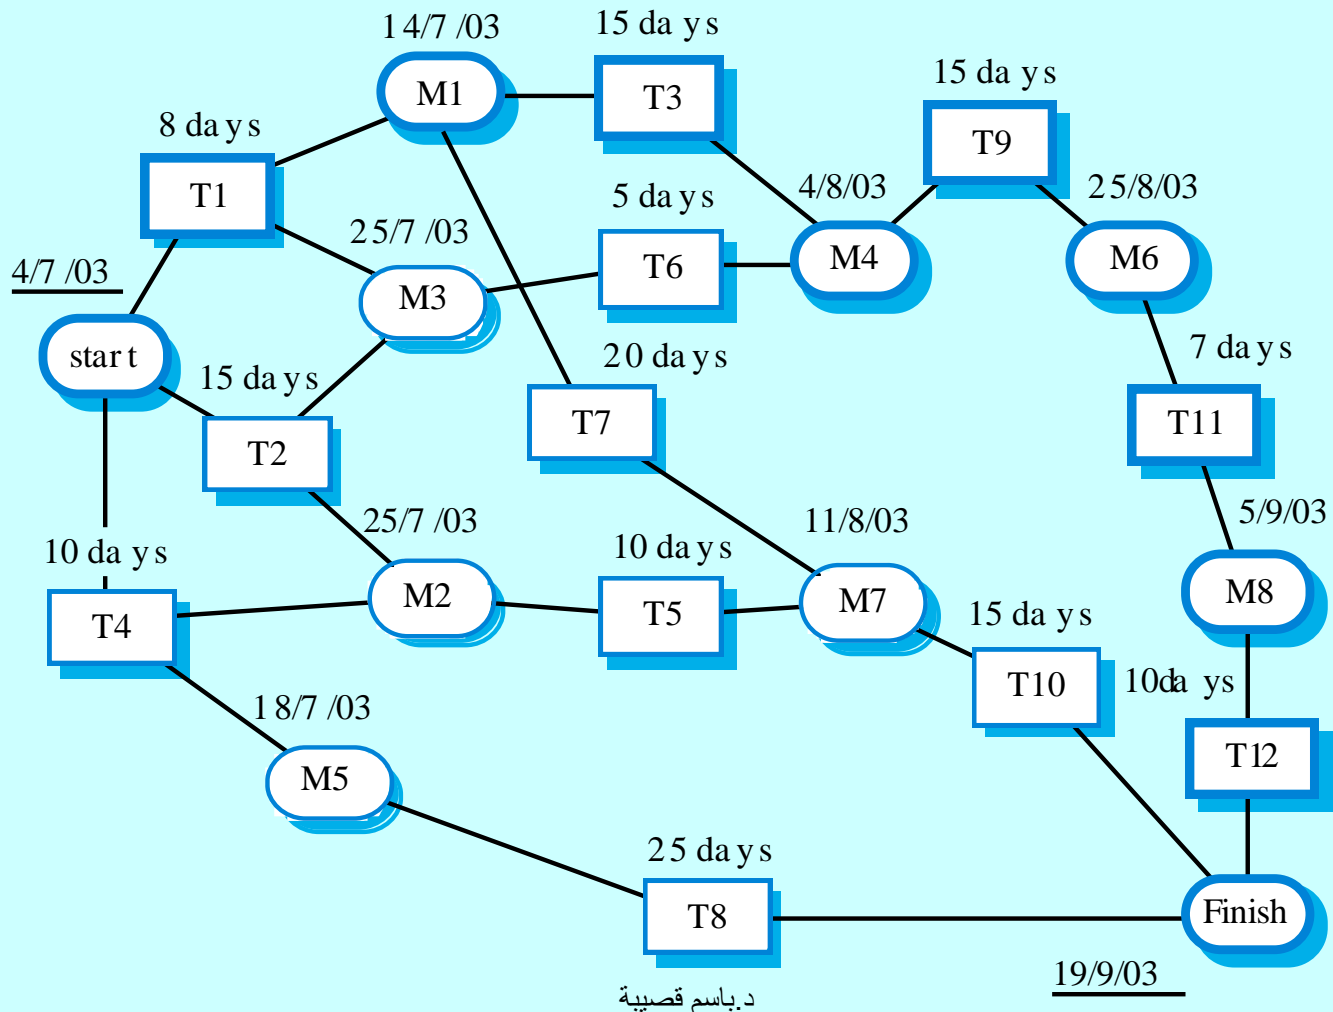 14/7/03
15 days
M1
T3
15 days
T9
8 days
T1
4/8/03
25/8/03
5 days
25/7/03
M4
M6
T6
4/7/03
M3
start
7 days
20 days
15 days
T11
T7
T2
5/9/03
11/8/03
25/7/03
10 days
10 days
M8
M2
M7
T4
T5
15 days
10days
T10
18/7/03
T12
M5
25 days
Finish
T8
19/9/03
د.باسم قصيبة